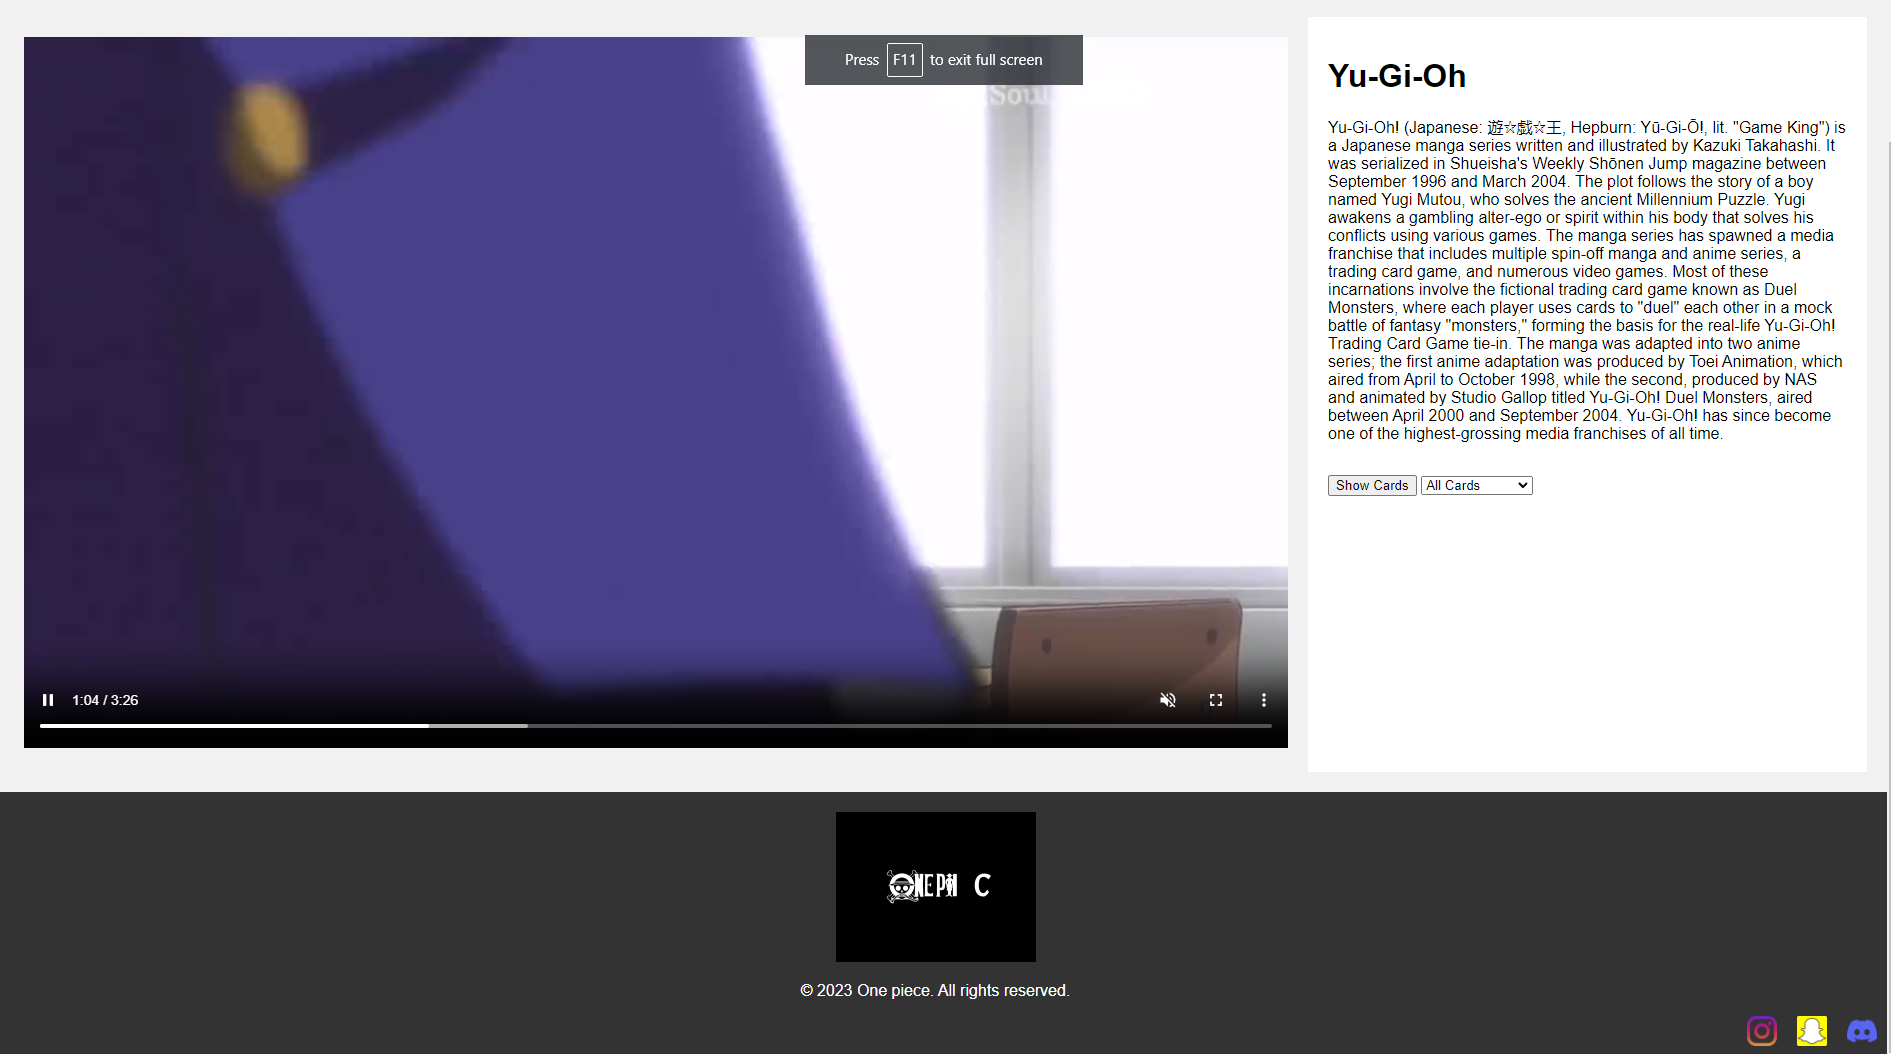 Press F11 to exit full screen
Soul
1:04 / 3:26
Yu-Gi-Oh
Yu-Gi-Oh! (Japanese: 遊☆戯☆王, Hepburn: Yū-Gi-Ō!, lit. "Game King") is
a Japanese manga series written and illustrated by Kazuki Takahashi. It
was serialized in Shueisha's Weekly Shōnen Jump magazine between
September 1996 and March 2004. The plot follows the story of a boy
named Yugi Mutou, who solves the ancient Millennium Puzzle. Yugi
awakens a gambling alter-ego or spirit within his body that solves his
conflicts using various games. The manga series has spawned a media
franchise that includes multiple spin-off manga and anime series, a
trading card game, and numerous video games. Most of these
incarnations involve the fictional trading card game known as Duel
Monsters, where each player uses cards to "duel" each other in a mock
battle of fantasy "monsters," forming the basis for the real-life Yu-Gi-Oh!
Trading Card Game tie-in. The manga was adapted into two anime
series; the first anime adaptation was produced by Toei Animation, which
aired from April to October 1998, while the second, produced by NAS
and animated by Studio Gallop titled Yu-Gi-Oh! Duel Monsters, aired
between April 2000 and September 2004. Yu-Gi-Oh! has since become
one of the highest-grossing media franchises of all time.
Show Cards All Cards
© 2023 One piece. All rights reserved.